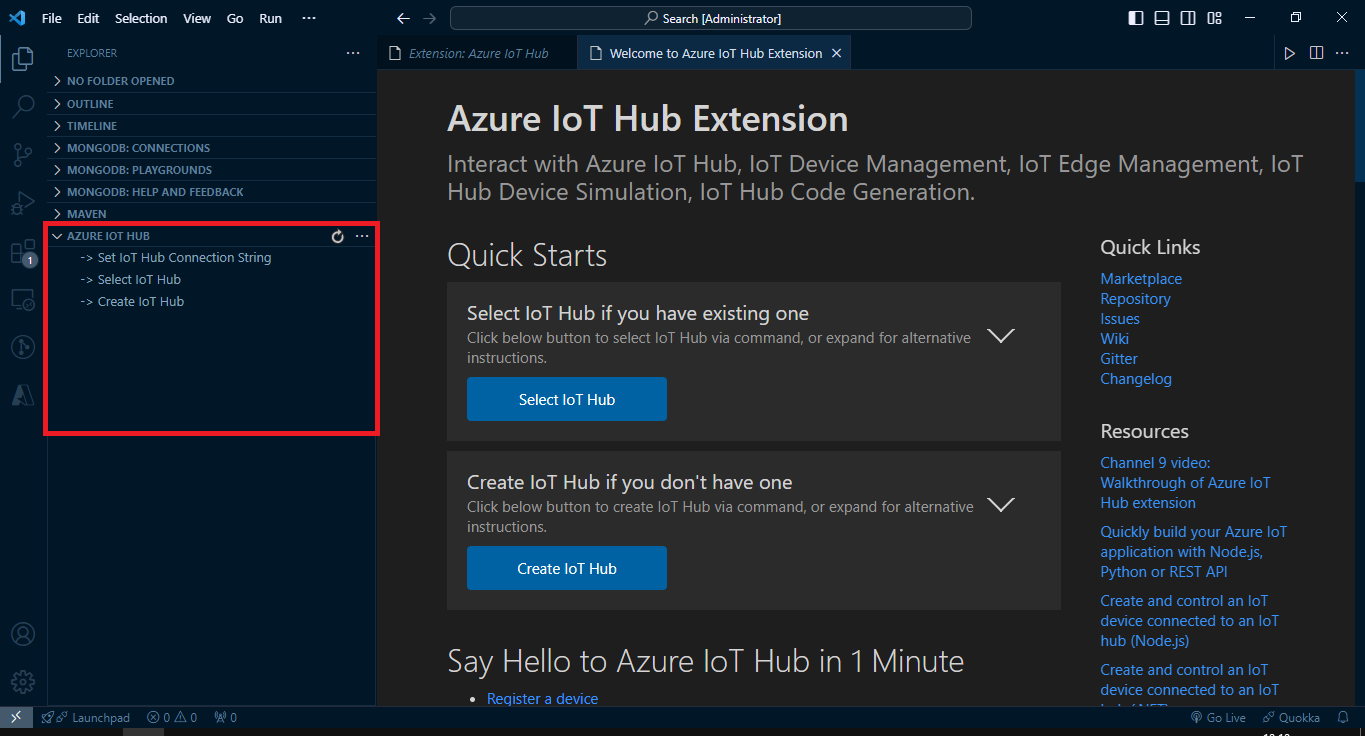 File Edit Selection View Go Run ···
Search [Administrator]
EXPLORER
NO FOLDER OPENED
OUTLINE
TIMELINE
MONGODB: CONNECTIONS
MONGODB: PLAYGROUNDS
MONGODB: HELP AND FEEDBACK
MAVEN
AZURE IOT HUB
-> Set IoT Hub Connection String
-> Select IoT Hub
-> Create IoT Hub
1
Extension: Azure IoT Hub
Welcome to Azure IoT Hub Extension
Azure IoT Hub Extension
Interact with Azure IoT Hub, IoT Device Management, IoT Edge Management, IoT
Hub Device Simulation, IoT Hub Code Generation.
Quick Starts
Select IoT Hub if you have existing one
Click below button to select IoT Hub via command, or expand for alternative
instructions.
Select IoT Hub
Create IoT Hub if you don't have one
Click below button to create IoT Hub via command, or expand for alternative
instructions.
Create IoT Hub
Say Hello to Azure IoT Hub in 1 Minute
• Register a device
Quick Links
Marketplace
Repository
Issues
Wiki
Gitter
Changelog
Resources
Channel 9 video:
Walkthrough of Azure IoT
Hub extension
Quickly build your Azure IoT
application with Node.js,
Python or REST API
Create and control an IoT
device connected to an IoT
hub (Node.js)
Create and control an IoT
device connected to an IoT
Launchpad 0 0 0
Go Live Quokka